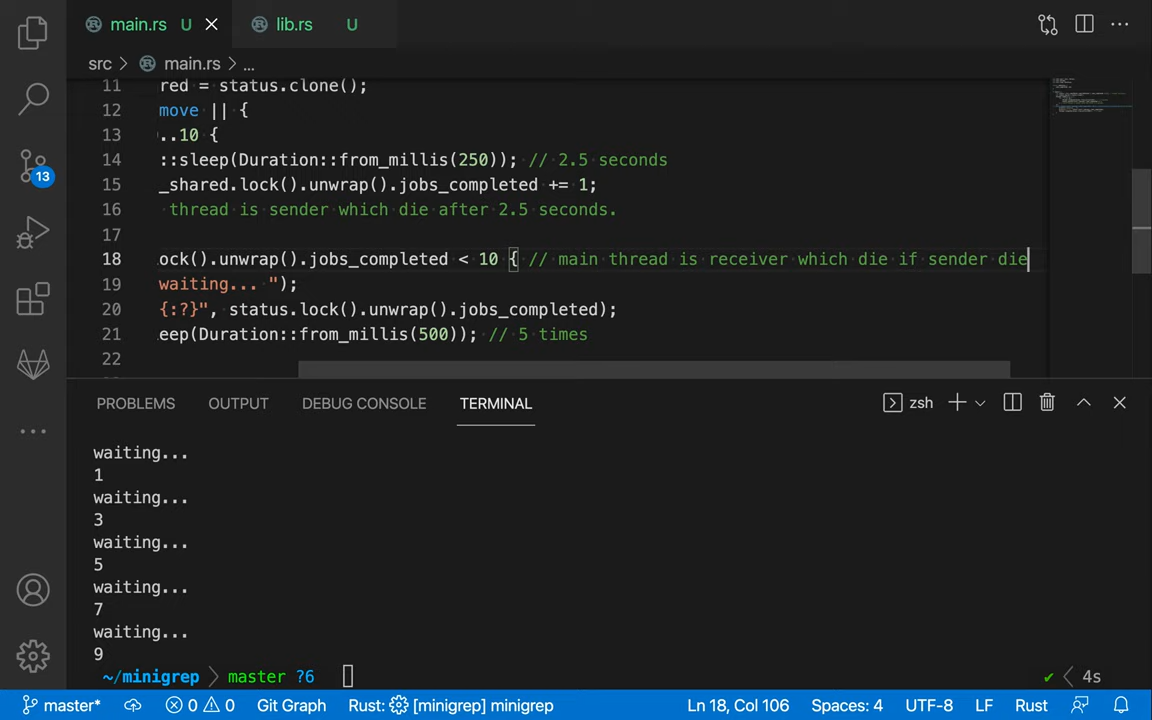 main.rs U
lib.rs U
src > main.rs > ...
11 red = status.clone();
12 move || {
13 ..10 {
14 ::sleep(Duration::from_millis(250)); // 2.5 seconds
15 _shared.lock().unwrap().jobs_completed += 1;
16 thread is sender which die after 2.5 seconds.
17
18 ock().unwrap().jobs_completed < 10 { // main thread is receiver which die if sender die
19 waiting... ");
20 {:?}", status.lock().unwrap().jobs_completed);
21 eep(Duration::from_millis(500)); // 5 times
22
13
PROBLEMS OUTPUT DEBUG CONSOLE TERMINAL zsh
waiting...
1
waiting...
3
waiting...
5
waiting...
7
waiting...
9
~/minigrep > master ?6 ✔ < 4s
master* 0 0 Git Graph Rust: [minigrep] minigrep Ln 18, Col 106 Spaces: 4 UTF-8 LF Rust